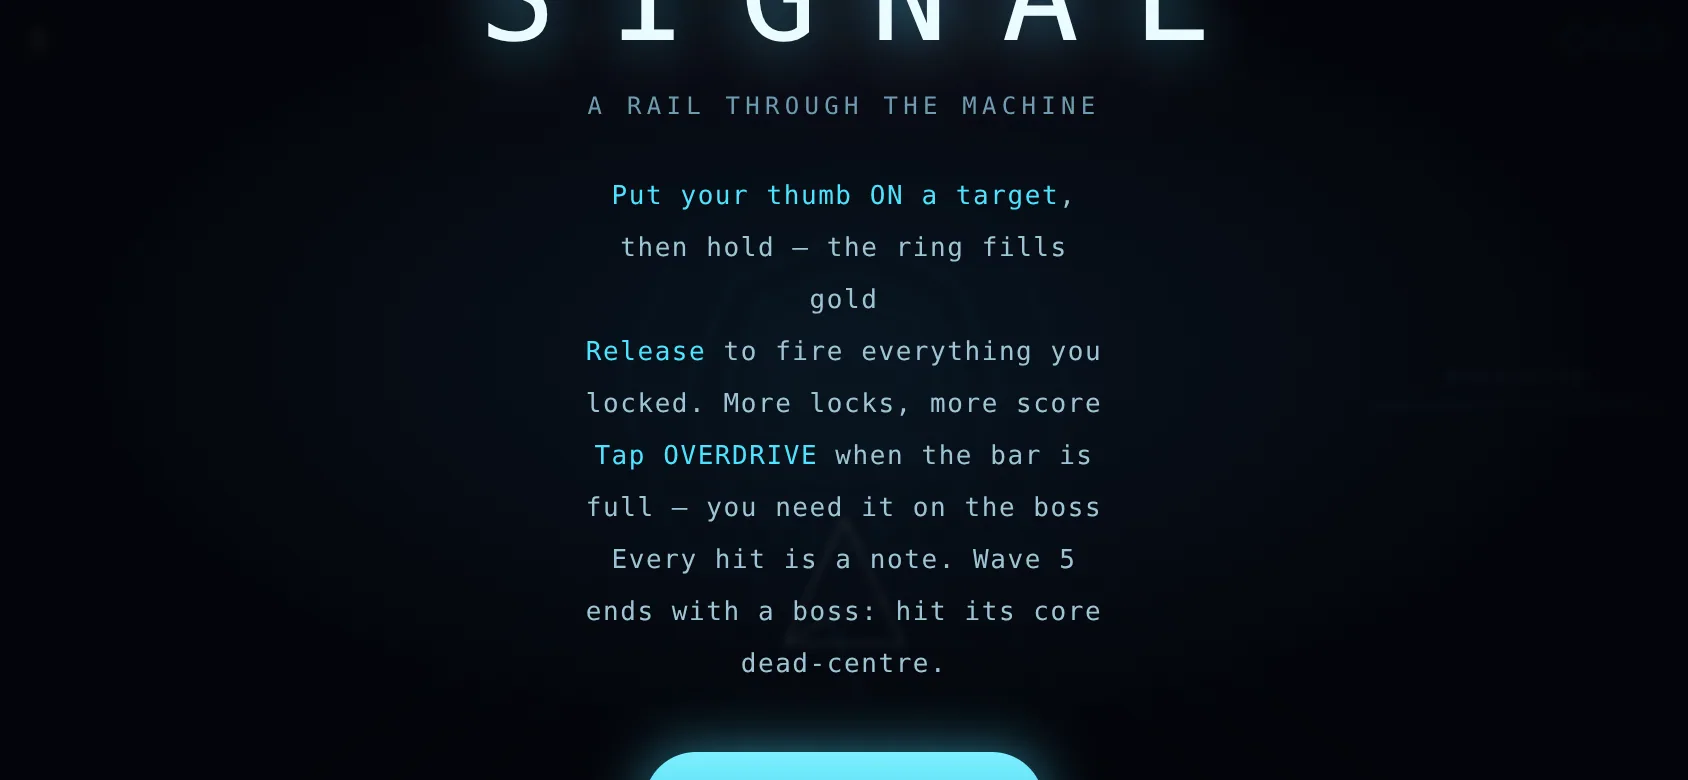 SIGNAL
A RAIL THROUGH THE MACHINE
Put your thumb ON a target,
then hold — the ring fills
gold
Release to fire everything you
locked. More locks, more score
Tap OVERDRIVE when the bar is
full — you need it on the boss
Every hit is a note. Wave 5
ends with a boss: hit its core
dead-centre.